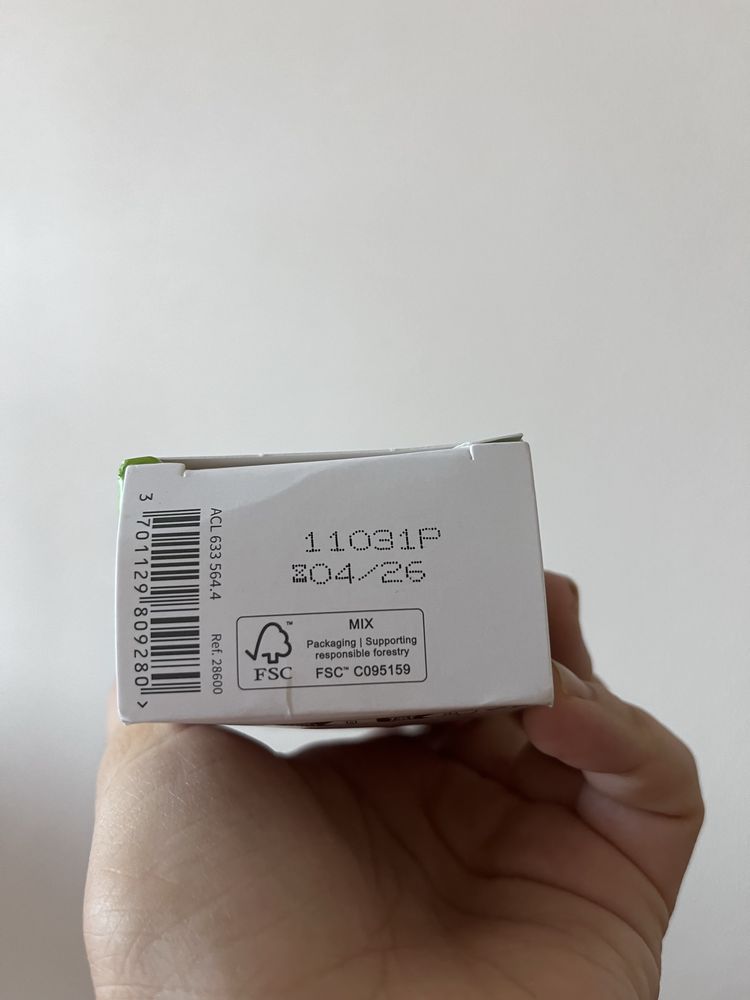 11031P
⌛04/26
MIX
Packaging | Supporting
responsible forestry
FSC™ C095159
™
FSC
ACL 633 564.4 Ref. 28600
3 701129 809280 >